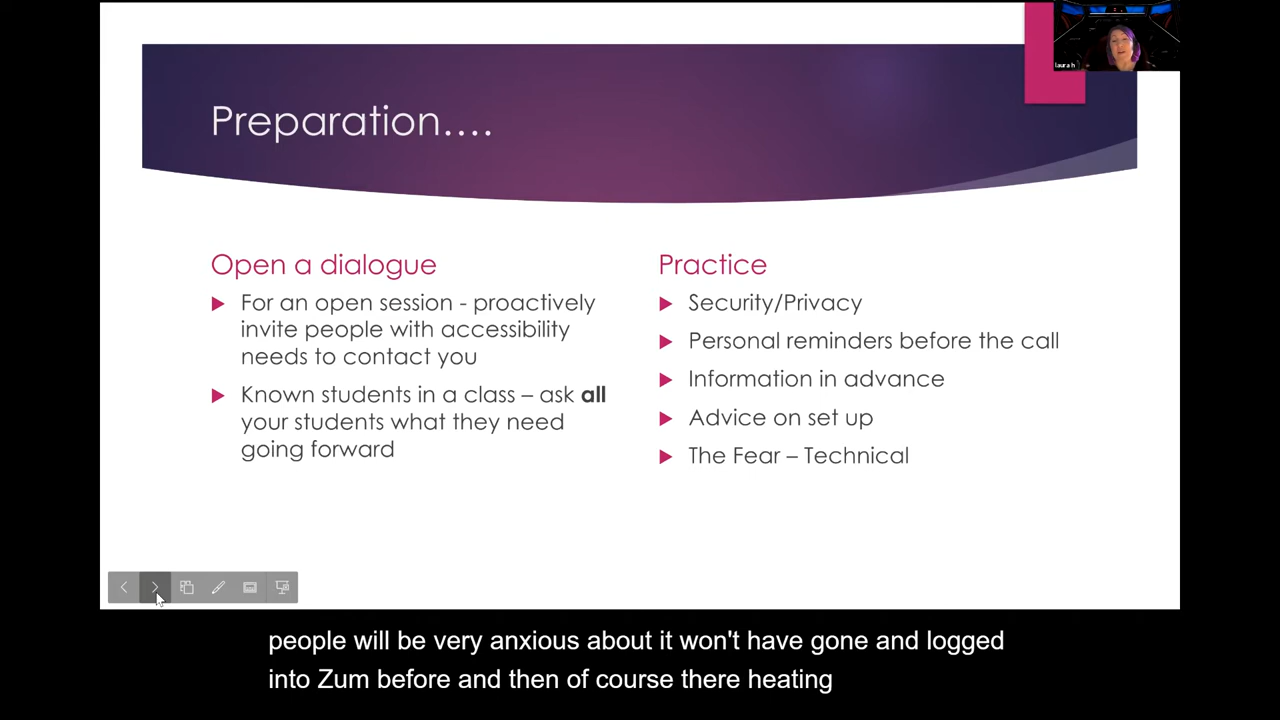 laura h
Preparation....
Open a dialogue
For an open session - proactively
invite people with accessibility
needs to contact you
Known students in a class – ask all
your students what they need
going forward
Practice
Security/Privacy
Personal reminders before the call
Information in advance
Advice on set up
The Fear – Technical
people will be very anxious about it won't have gone and logged
into Zum before and then of course there heating